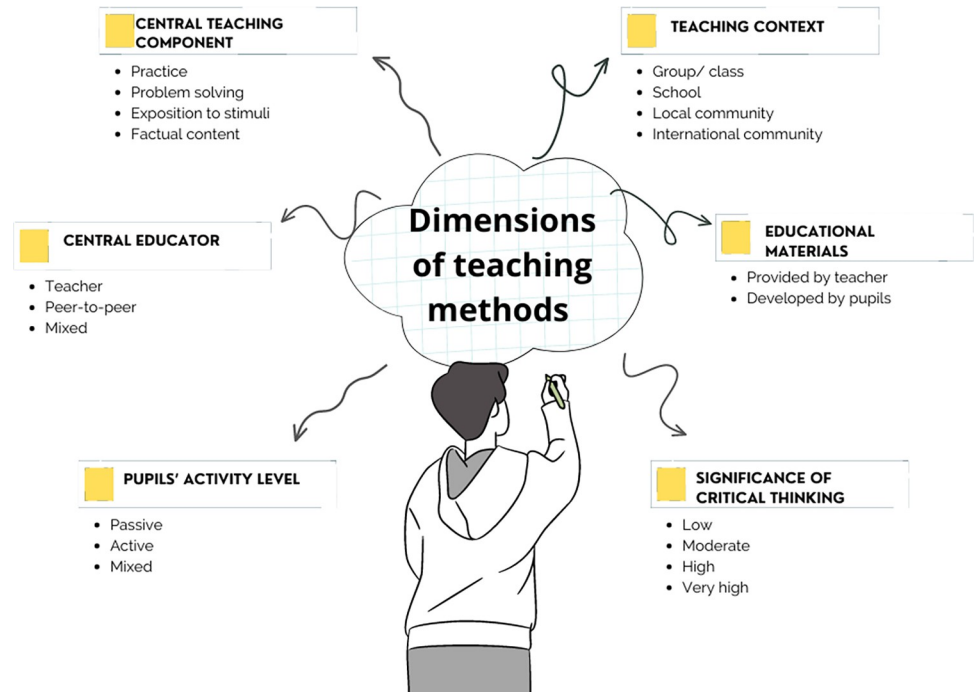 CENTRAL TEACHING
COMPONENT
Practice
Problem solving
Exposition to stimuli
Factual content
TEACHING CONTEXT
Group/ class
School
Local community
International community
Dimensions
of teaching
methods
CENTRAL EDUCATOR
Teacher
Peer-to-peer
Mixed
EDUCATIONAL
MATERIALS
Provided by teacher
Developed by pupils
PUPILS’ ACTIVITY LEVEL
Passive
Active
Mixed
SIGNIFICANCE OF
CRITICAL THINKING
Low
Moderate
High
Very high